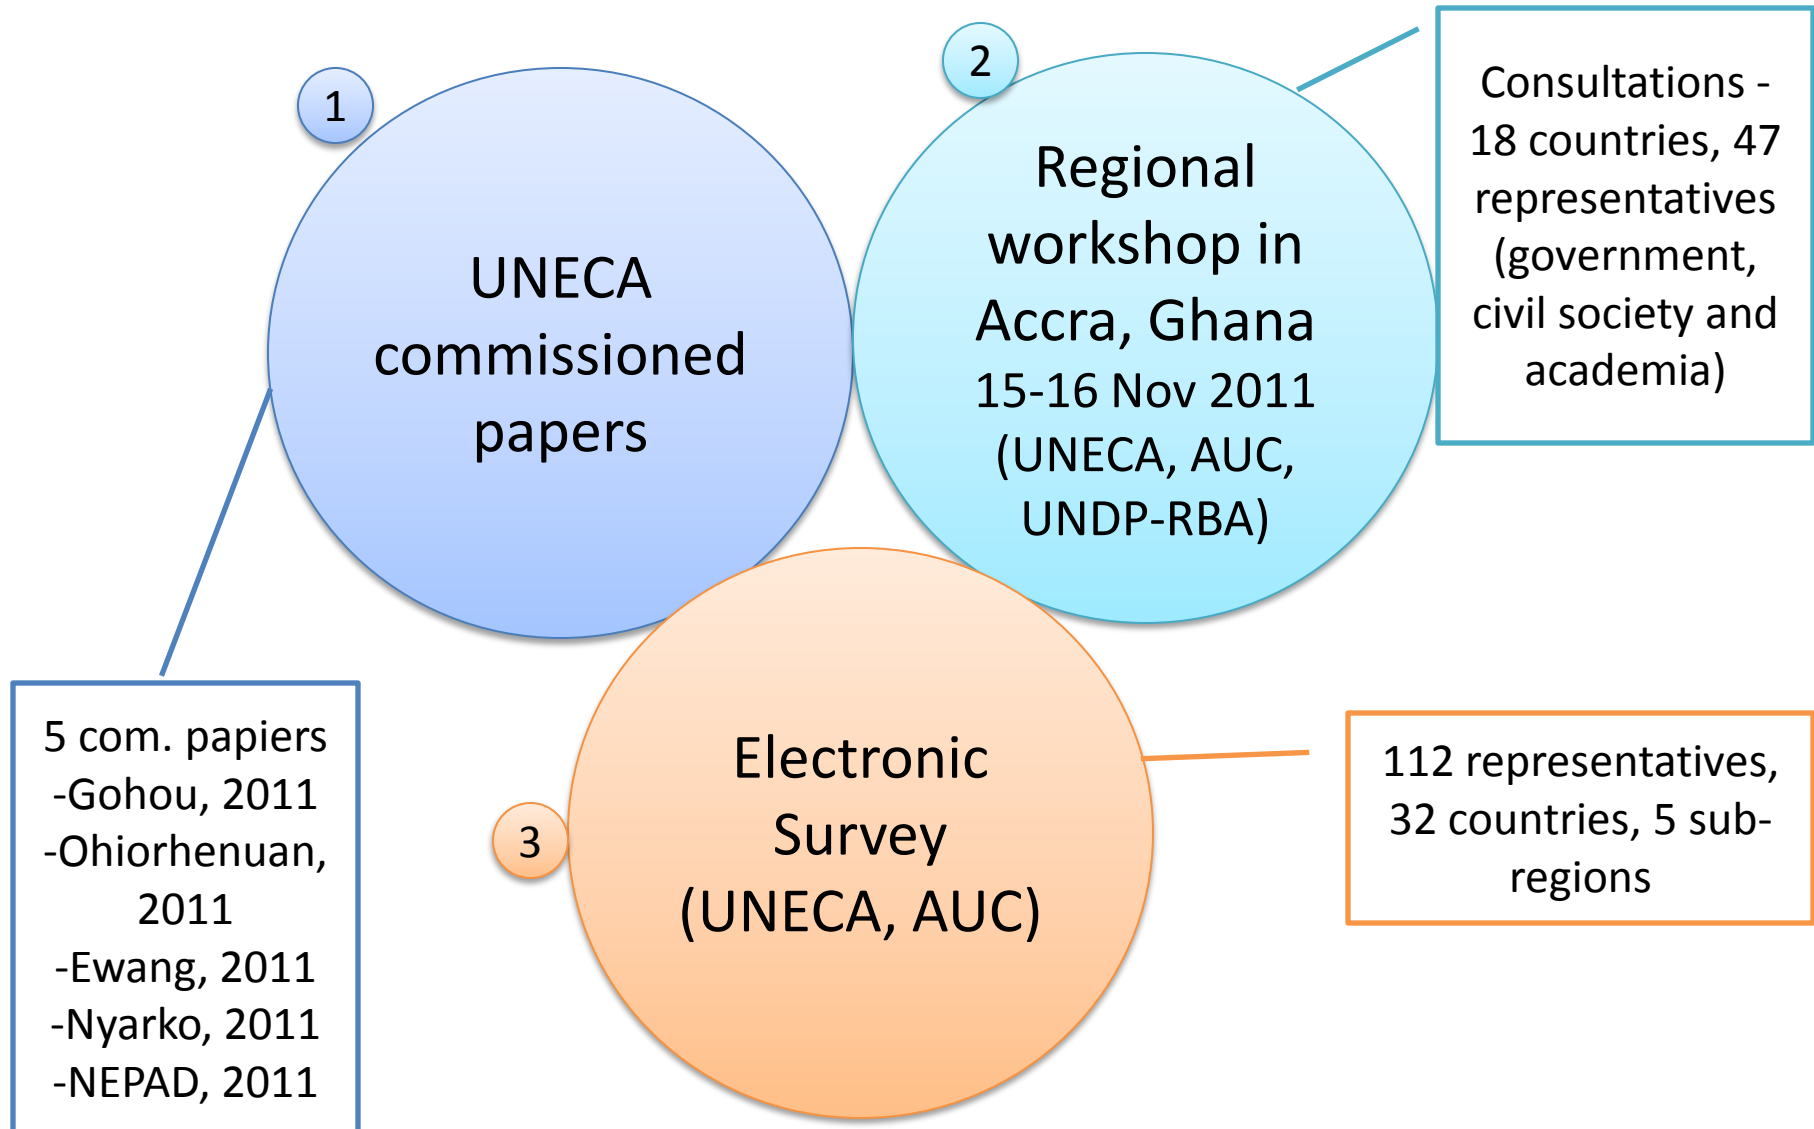 1
UNECA
commissioned
papers
5 com. papiers
-Gohou, 2011
-Ohiorhenuan,
2011
-Ewang, 2011
-Nyarko, 2011
-NEPAD, 2011
2
Regional
workshop in
Accra, Ghana
15-16 Nov 2011
(UNECA, AUC,
UNDP-RBA)
Consultations -
18 countries, 47
representatives
(government,
civil society and
academia)
3
Electronic
Survey
(UNECA, AUC)
112 representatives,
32 countries, 5 sub-
regions